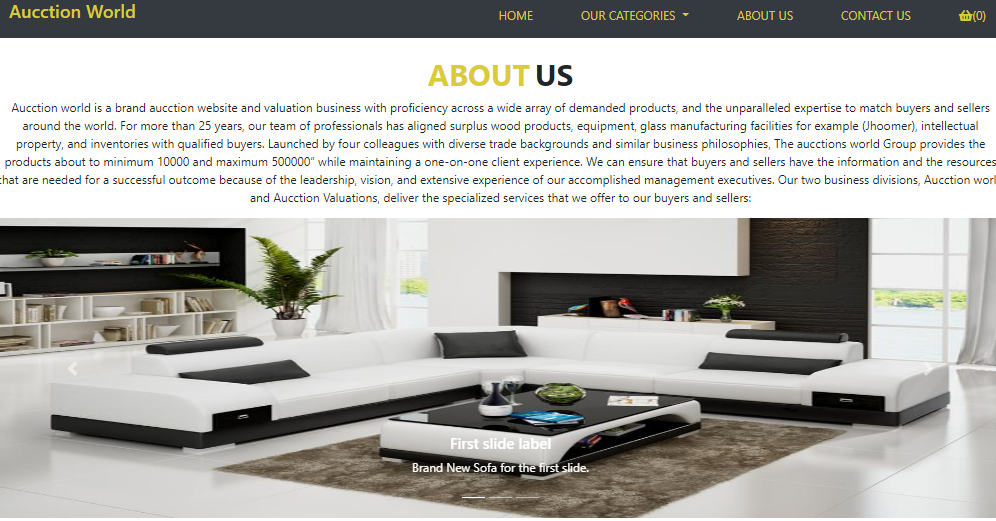 Aucction World
HOME
OUR CATEGORIES
ABOUT US
CONTACT US
(0)
ABOUT US
Aucction world is a brand aucction website and valuation business with proficiency across a wide array of demanded products, and the unparalleled expertise to match buyers and sellers
around the world. For more than 25 years, our team of professionals has aligned surplus wood products, equipment, glass manufacturing facilities for example (Jhoomer), intellectual
property, and inventories with qualified buyers. Launched by four colleagues with diverse trade backgrounds and similar business philosophies, The aucctions world Group provides the
products about to minimum 10000 and maximum 500000“ while maintaining a one-on-one client experience. We can ensure that buyers and sellers have the information and the resources
that are needed for a successful outcome because of the leadership, vision, and extensive experience of our accomplished management executives. Our two business divisions, Aucction worl
and Aucction Valuations, deliver the specialized services that we offer to our buyers and sellers:
First slide label
Brand New Sofa for the first slide.